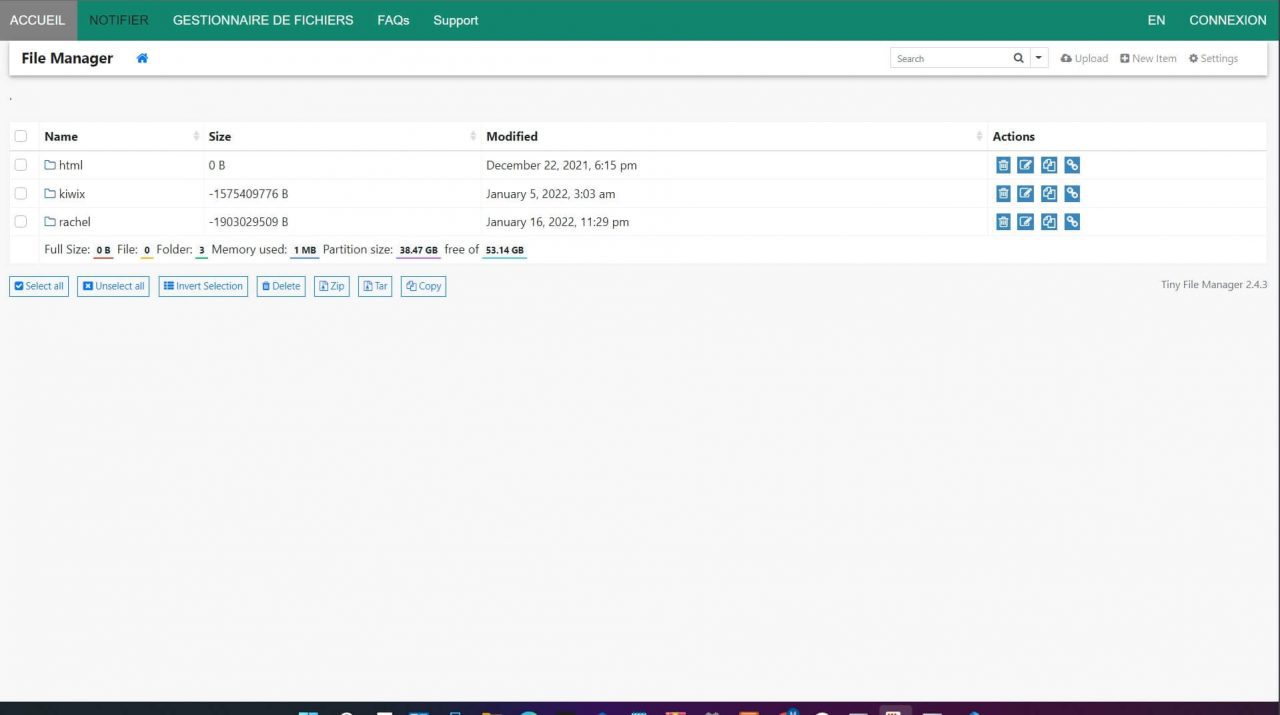 ACCUEIL NOTIFIER GESTIONNAIRE DE FICHIERS FAQs Support EN CONNEXION
File Manager Search Upload New Item Settings
.
Name Size Modified Actions
html 0 B December 22, 2021, 6:15 pm
kiwix -1575409776 B January 5, 2022, 3:03 am
rachel -1903029509 B January 16, 2022, 11:29 pm
Full Size: 0 B File: 0 Folder: 3 Memory used: 1 MB Partition size: 38.47 GB free of 53.14 GB
Select all Unselect all Invert Selection Delete Zip Tar Copy Tiny File Manager 2.4.3